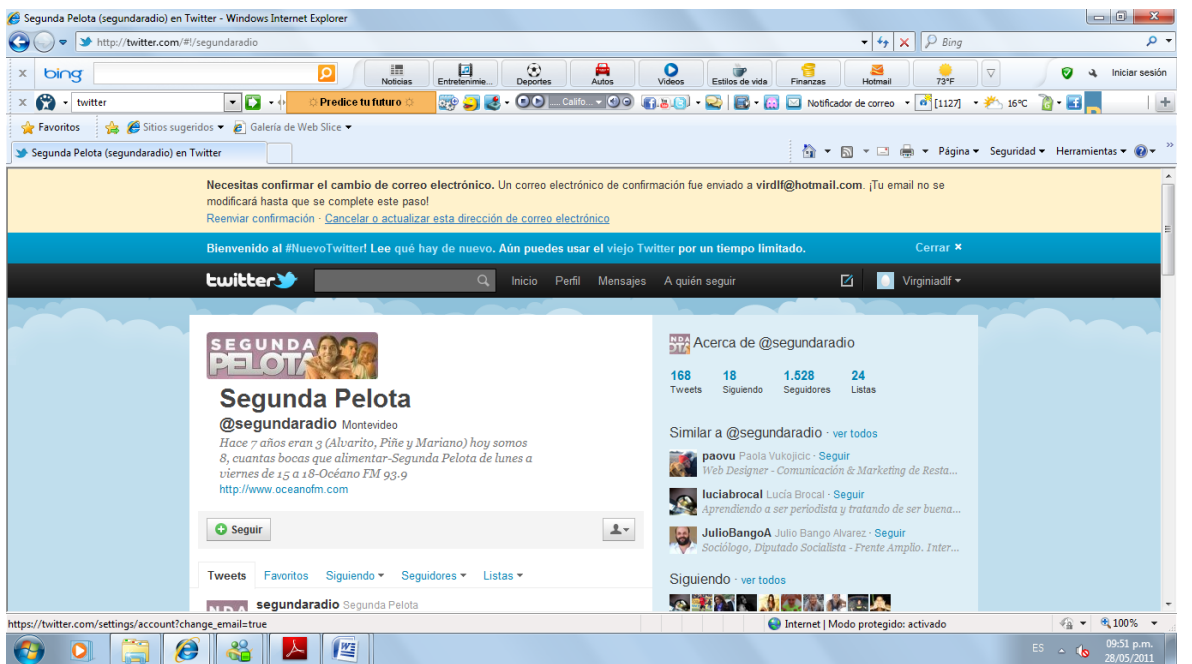 Segunda Pelota (segundaradio) en Twitter - Windows Internet Explorer
http://twitter.com/#!/segundaradio
Bing
x bing Noticias Entretenimie... Deportes Autos Videos Estilos de vida Finanzas Hotmail 73°F Iniciar sesión
x twitter Predice tu futuro .... Califo... Notificador de correo [1127] 16°C
Favoritos Sitios sugeridos Galería de Web Slice
Segunda Pelota (segundaradio) en Twitter Página Seguridad Herramientas
Necesitas confirmar el cambio de correo electrónico. Un correo electrónico de confirmación fue enviado a virdlf@hotmail.com. ¡Tu email no se
modificará hasta que se complete este paso!
Reenviar confirmación · Cancelar o actualizar esta dirección de correo electrónico
Bienvenido al #NuevoTwitter! Lee qué hay de nuevo. Aún puedes usar el viejo Twitter por un tiempo limitado. Cerrar ×
twitter Inicio Perfil Mensajes A quién seguir Virginiadlf
SEGUNDA
PELOTA
Segunda Pelota
@segundaradio Montevideo
Hace 7 años eran 3 (Alvarito, Piñe y Mariano) hoy somos
8, cuantas bocas que alimentar-Segunda Pelota de lunes a
viernes de 15 a 18-Océano FM 93.9
http://www.oceanofm.com
Seguir
Tweets Favoritos Siguiendo Seguidores Listas
segundaradio Segunda Pelota
Acerca de @segundaradio
168 18 1.528 24
Tweets Siguiendo Seguidores Listas
Similar a @segundaradio · ver todos
paovu Paola Vukojicic · Seguir
Web Designer - Comunicación & Marketing de Resta...
luciabrocal Lucía Brocal · Seguir
Aprendiendo a ser periodista y tratando de ser buena...
JulioBangoA Julio Bango Alvarez · Seguir
Sociólogo, Diputado Socialista - Frente Amplio. Inter...
Siguiendo · ver todos
https://twitter.com/settings/account?change_email=true Internet | Modo protegido: activado 100%
ES 09:51 p.m.
28/05/2011